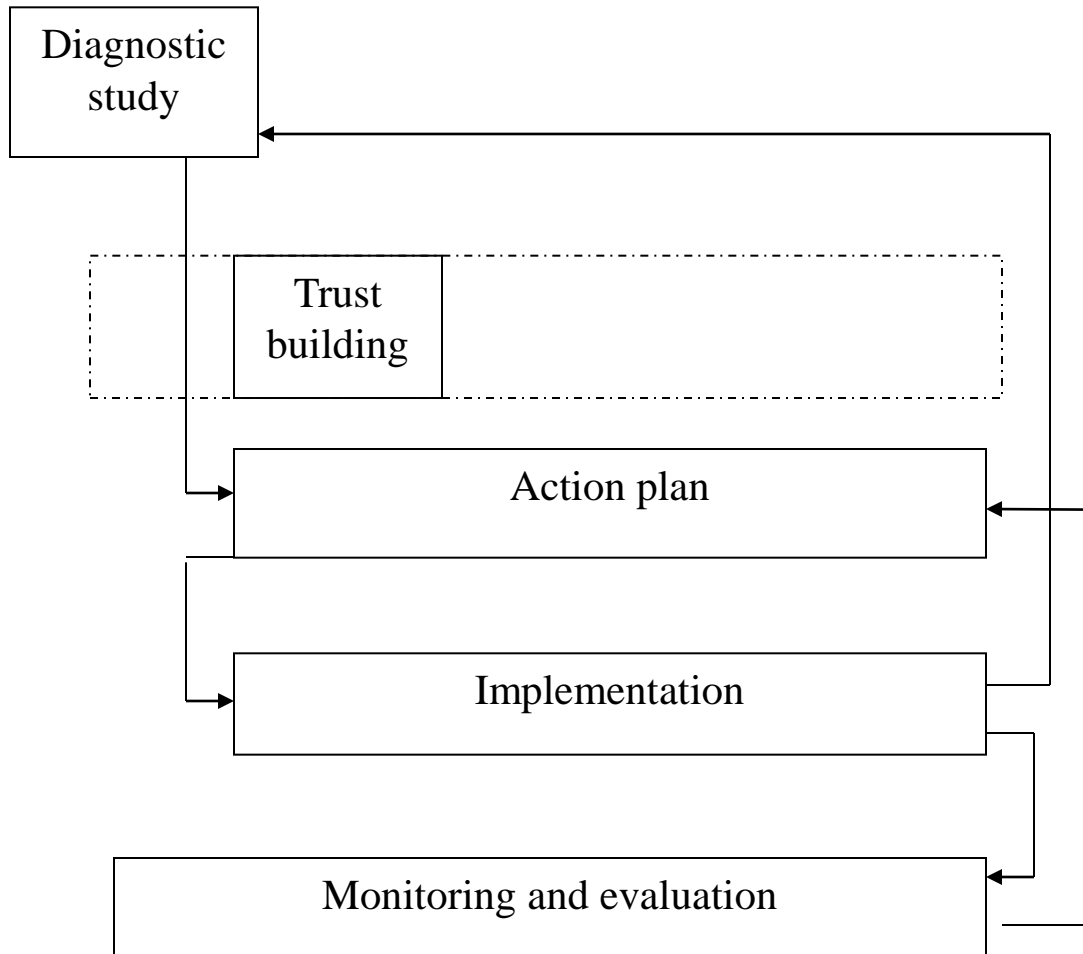 Diagnostic
study
Trust
building
Action plan
Implementation
Monitoring and evaluation